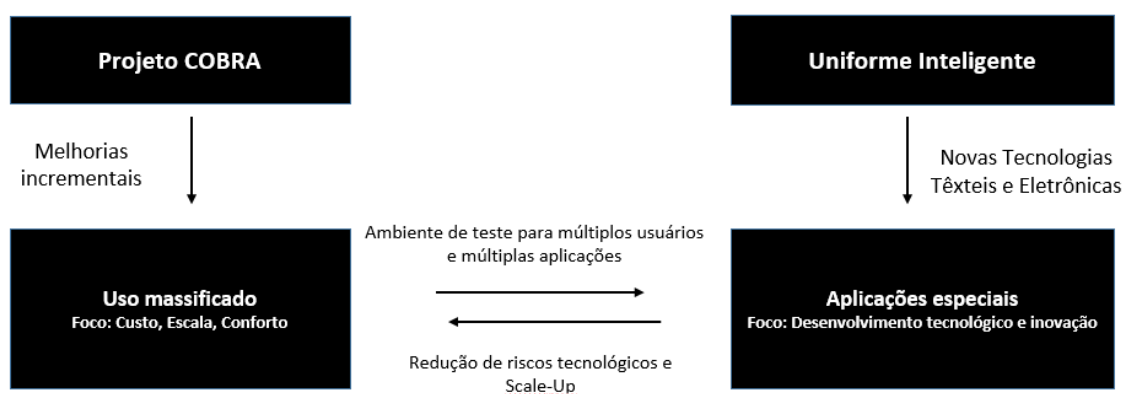 Projeto COBRA
Uniforme Inteligente
Melhorias
incrementais
Novas Tecnologias
Têxteis e Eletrônicas
Ambiente de teste para múltiplos usuários
e múltiplas aplicações
Uso massificado
Foco: Custo, Escala, Conforto
Aplicações especiais
Foco: Desenvolvimento tecnológico e inovação
Redução de riscos tecnológicos e
Scale-Up